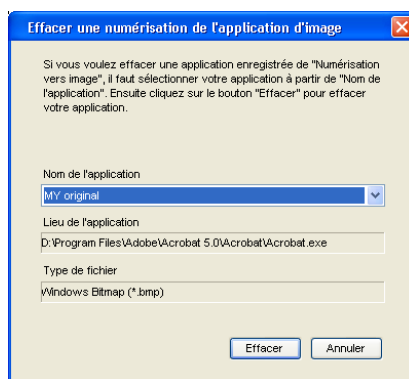 Effacer une numérisation de l'application d'image
Si vous voulez effacer une application enregistrée de "Numérisation
vers image", il faut sélectionner votre application à partir de "Nom de
l'application". Ensuite cliquez sur le bouton "Effacer" pour effacer
votre application.
Nom de l'application
MY original
Lieu de l'application
D:\Program Files\Adobe\Acrobat 5.0\Acrobat\Acrobat.exe
Type de fichier
Windows Bitmap (*.bmp)
Effacer Annuler